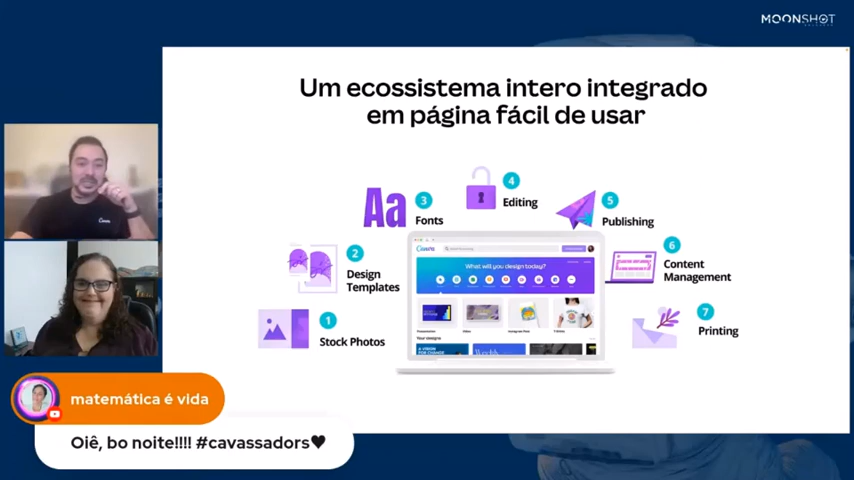 MOONSHOT
Um ecossistema intero integrado
em página fácil de usar
1
Stock Photos
2
Design
Templates
Aa
3
Fonts
4
Editing
5
Publishing
6
Content
Management
7
Printing
Canva
What will you design today?
Your designs
Canva
matemática é vida
Oiê, bo noite!!!! #cavassadors♥